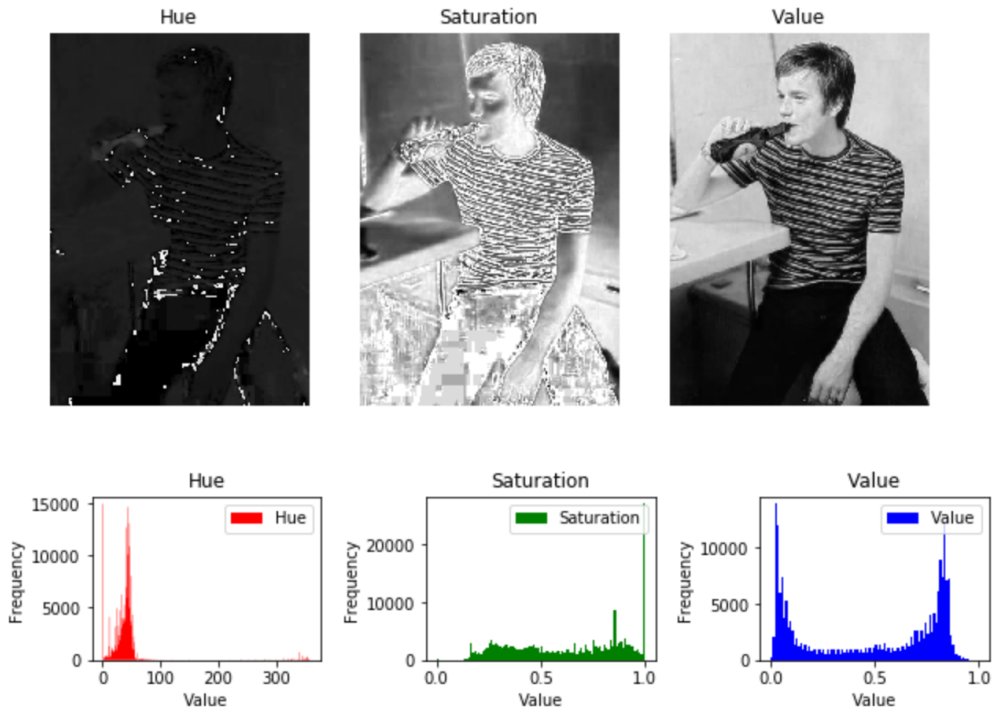 Hue Saturation Value
Hue Saturation Value
15000
10000
5000
0
Frequency
Hue
0 100 200 300
Value
20000
10000
0
Frequency
Saturation
0.0 0.5 1.0
Value
10000
5000
0
Frequency
Value
0.0 0.5 1.0
Value